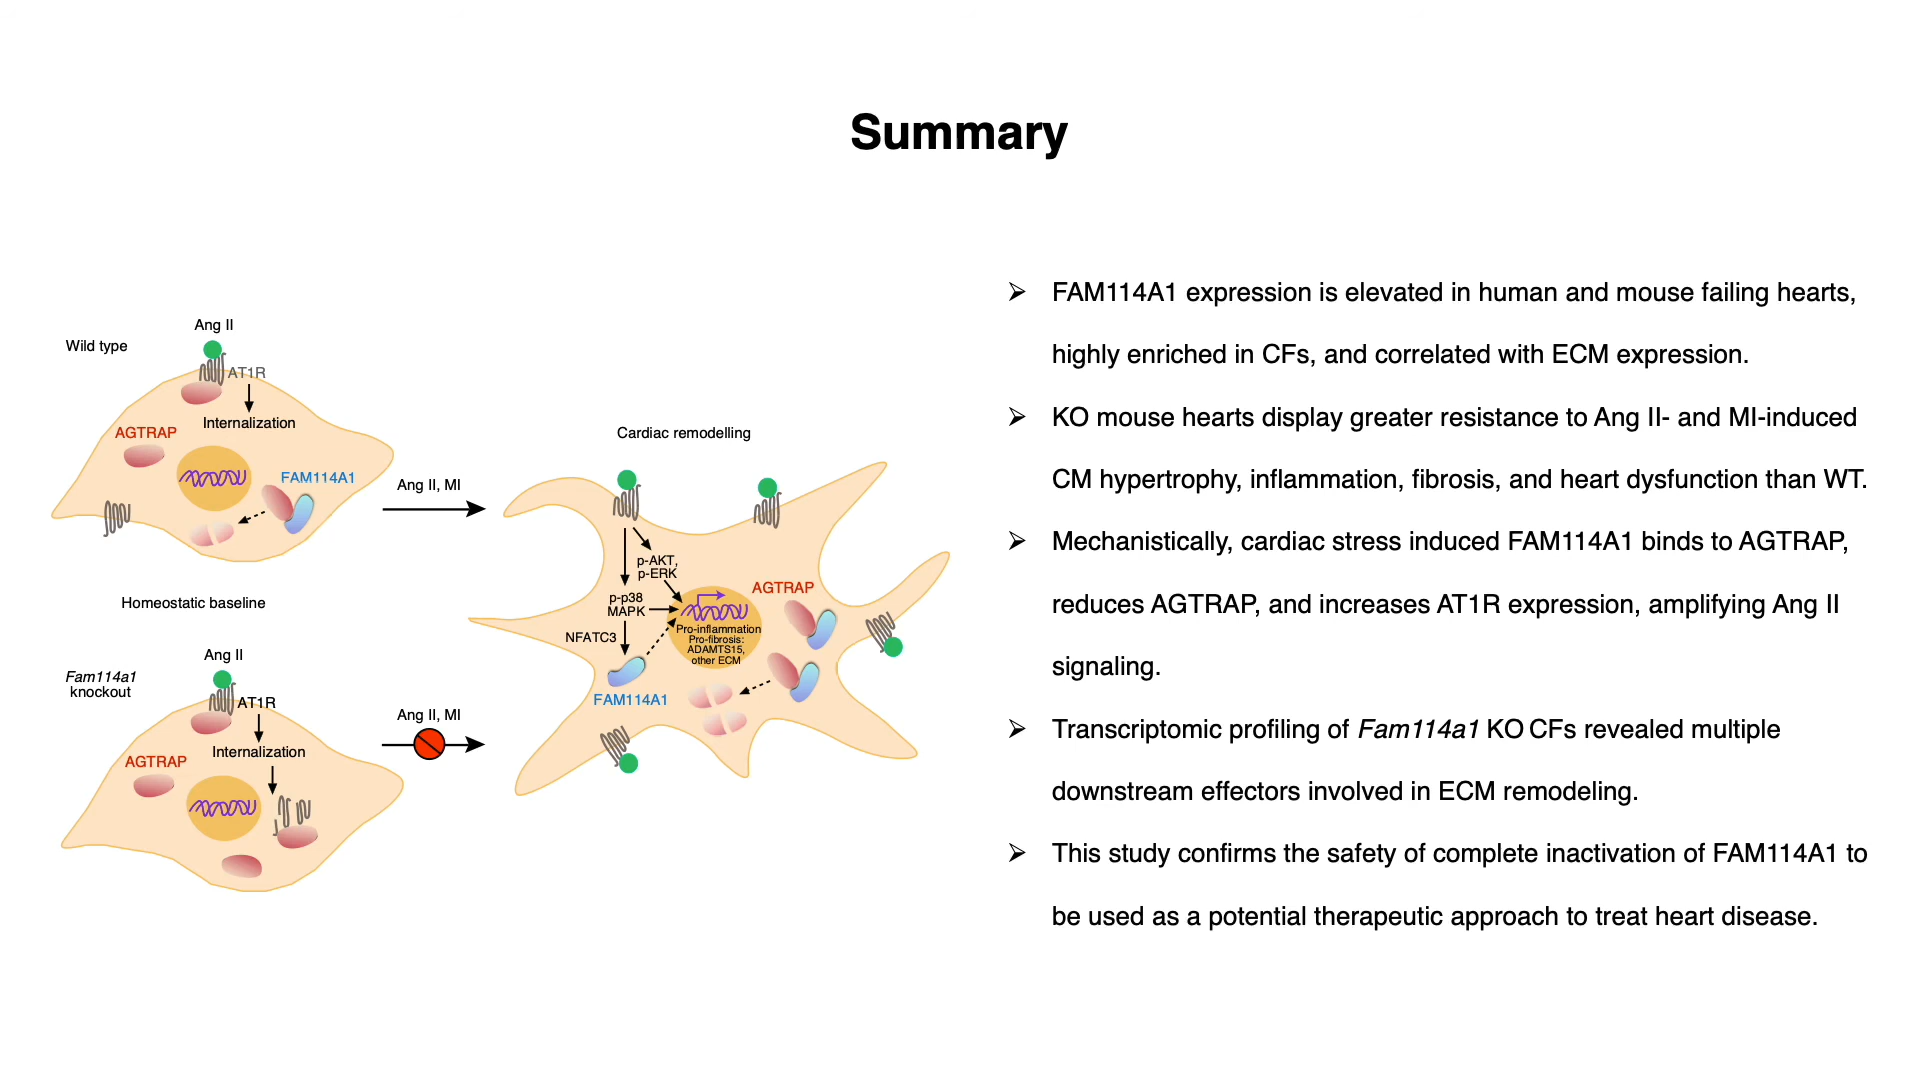 Summary
Ang II
Wild type
AT1R
Internalization
AGTRAP
FAM114A1
Ang II, MI
Homeostatic baseline
Ang II
Fam114a1
knockout
AT1R
Internalization
AGTRAP
Ang II, MI
Cardiac remodelling
p-AKT,
p-ERK
p-p38
MAPK
NFATC3
FAM114A1
AGTRAP
Pro-inflammation
Pro-fibrosis:
ADAMTS15,
other ECM
➢ FAM114A1 expression is elevated in human and mouse failing hearts,
highly enriched in CFs, and correlated with ECM expression.
➢ KO mouse hearts display greater resistance to Ang II- and MI-induced
CM hypertrophy, inflammation, fibrosis, and heart dysfunction than WT.
➢ Mechanistically, cardiac stress induced FAM114A1 binds to AGTRAP,
reduces AGTRAP, and increases AT1R expression, amplifying Ang II
signaling.
➢ Transcriptomic profiling of Fam114a1 KO CFs revealed multiple
downstream effectors involved in ECM remodeling.
➢ This study confirms the safety of complete inactivation of FAM114A1 to
be used as a potential therapeutic approach to treat heart disease.